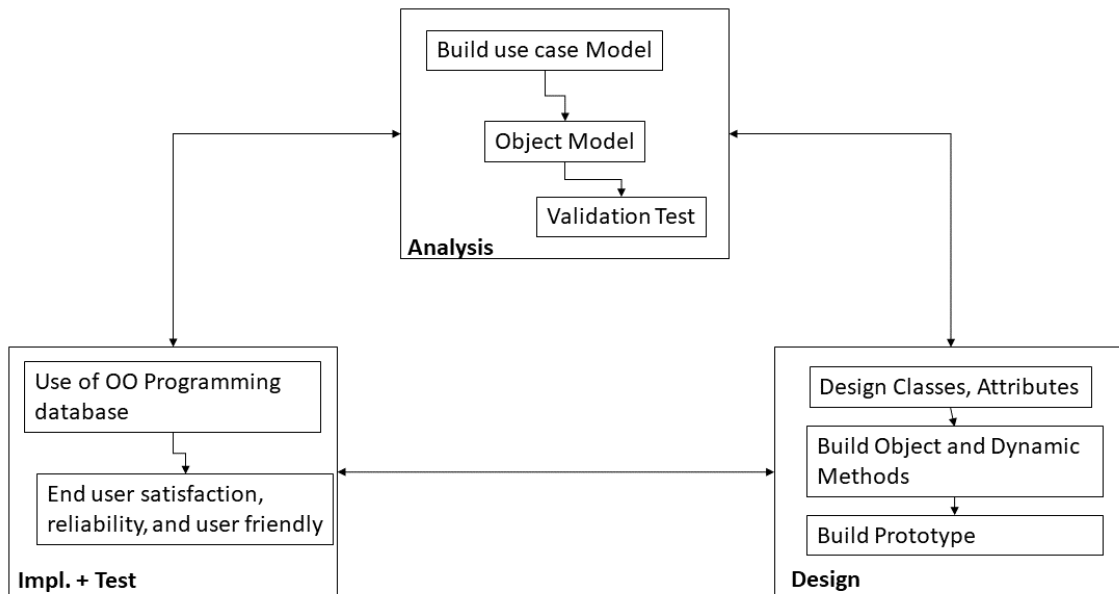 Build use case Model
Object Model
Validation Test
Analysis
Use of OO Programming
database
End user satisfaction,
reliability, and user friendly
Impl. + Test
Design Classes, Attributes
Build Object and Dynamic
Methods
Build Prototype
Design